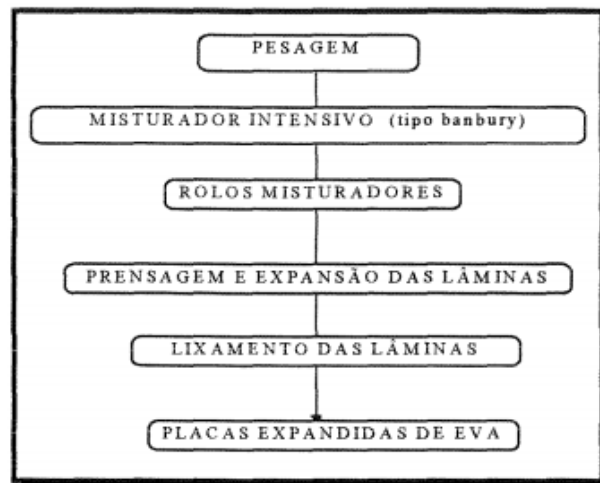 PESAGEM
MISTURADOR INTENSIVO (tipo banbury)
ROLOS MISTURADORES
PRENSAGEM E EXPANSÃO DAS LÂMINAS
LIXAMENTO DAS LÂMINAS
PLACAS EXPANDIDAS DE EVA